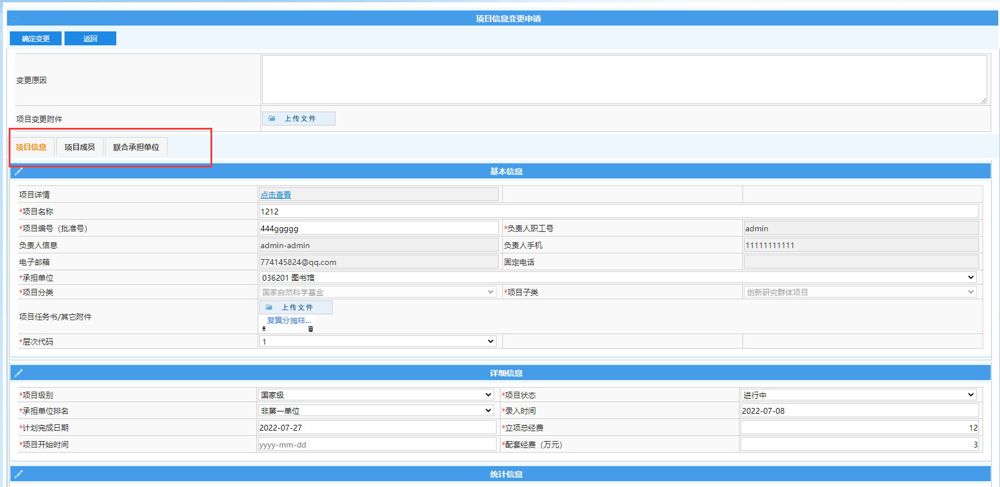 项目信息变更申请
确定变更 返回
变更原因
项目变更附件 上传文件
项目信息 项目成员 联合承担单位
基本信息
项目详情 点击查看
*项目名称 1212
*项目编号（批准号） 444ggggg *负责人职工号 admin
负责人信息 admin-admin 负责人手机 11111111111
电子邮箱 774145824@qq.com 固定电话
*承担单位 036201 图书馆
*项目分类 国家自然科学基金 *项目子类 创新研究群体项目
项目任务书/其它附件 上传文件
复翼分摊样...
*层次代码 1
详细信息
*项目级别 国家级 *项目状态 进行中
*承担单位排名 非第一单位 *录入时间 2022-07-08
*计划完成日期 2022-07-27 *立项总经费 12
*项目开始时间 yyyy-mm-dd *配套经费（万元） 3
统计信息